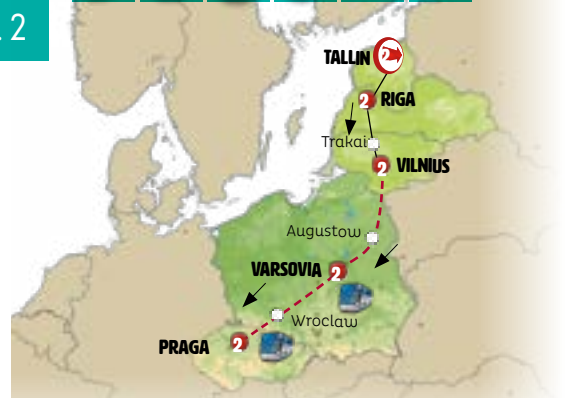 2
TALLIN 2
2 RIGA
Trakai
2 VILNIUS
Augustow
VARSOVIA 2
Wroclaw
PRAGA 2